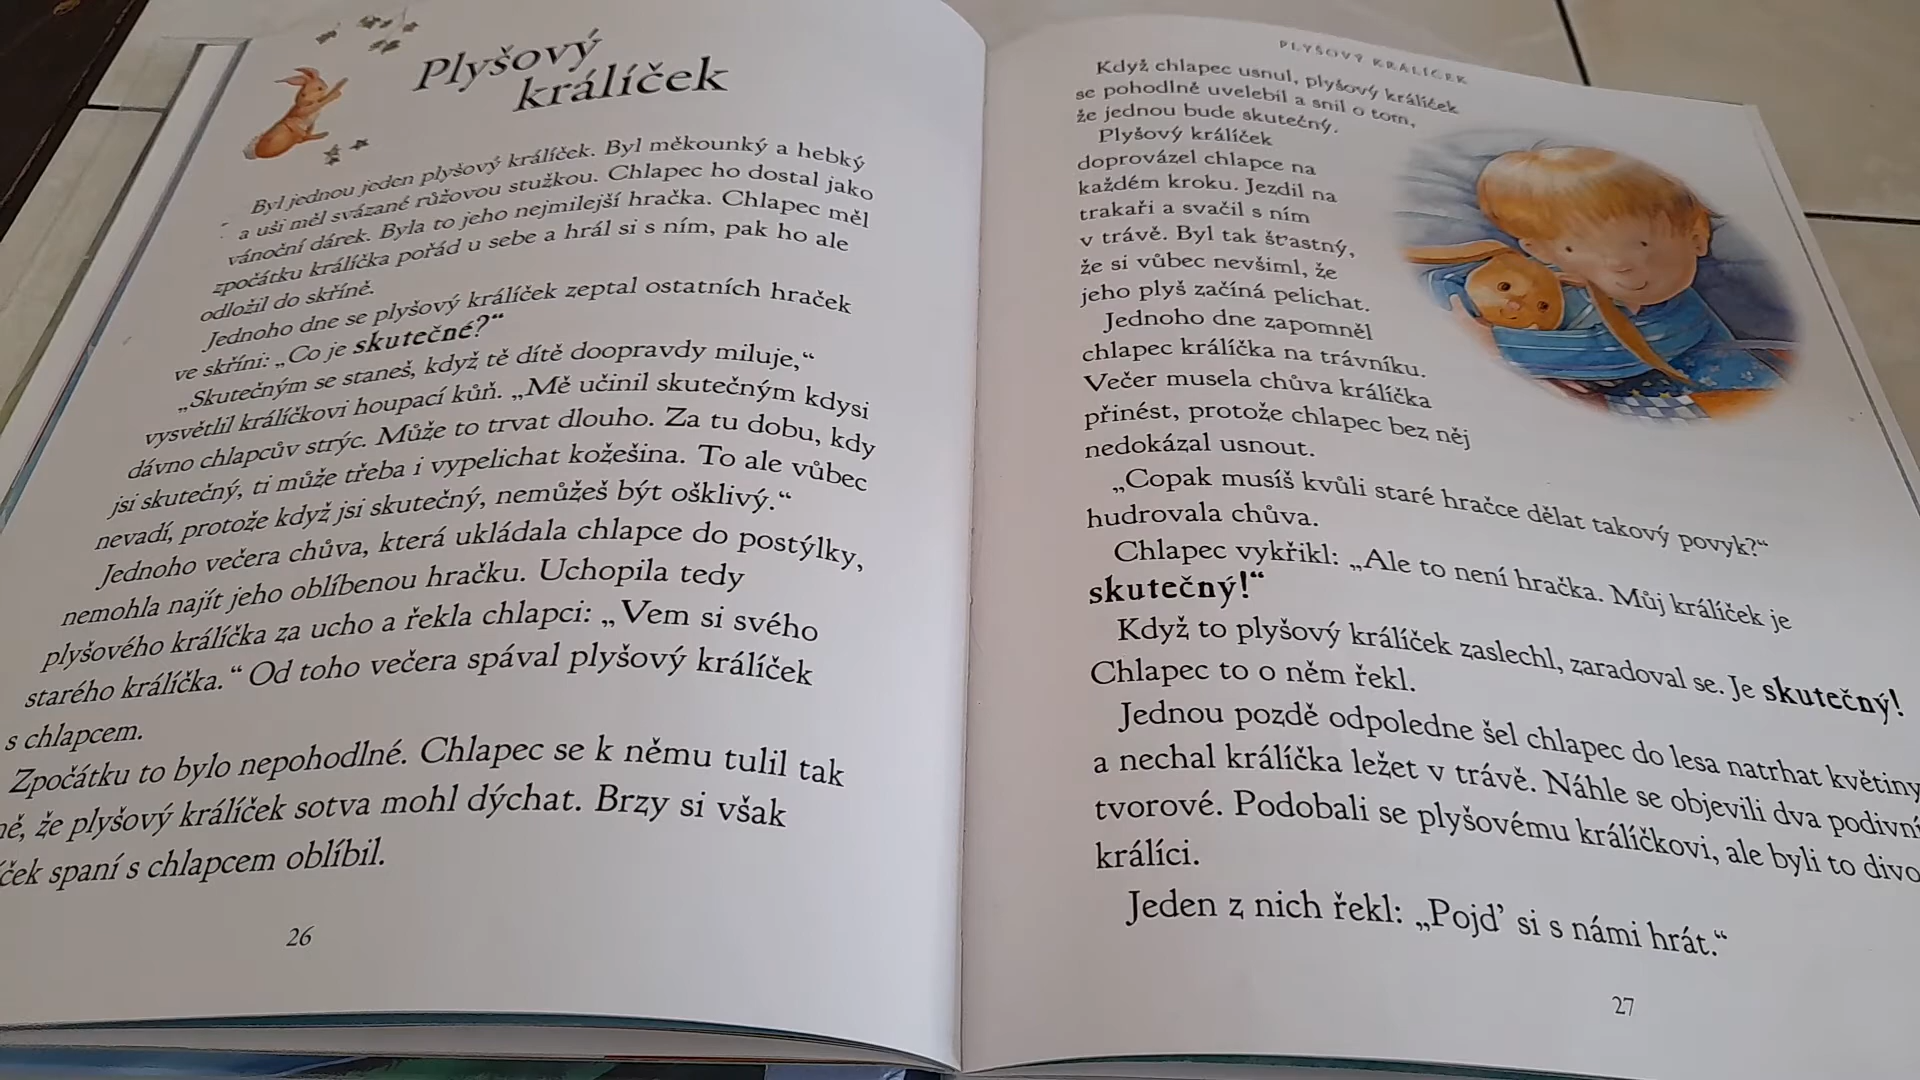 Plyšový
králíček
Byl jednou jeden plyšový králíček. Byl měkounký a hebký
a uši měl svázané růžovou stužkou. Chlapec ho dostal jako
vánoční dárek. Byla to jeho nejmilejší hračka. Chlapec měl
zpočátku králíčka pořád u sebe a hrál si s ním, pak ho ale
odložil do skříně.
Jednoho dne se plyšový králíček zeptal ostatních hraček
ve skříni: „Co je skutečné?“
„Skutečným se staneš, když tě dítě doopravdy miluje,“
vysvětlil králíčkovi houpací kůň. „Mě učinil skutečným kdysi
dávno chlapcův strýc. Může to trvat dlouho. Za tu dobu, kdy
jsi skutečný, ti může třeba i vypelichat kožešina. To ale vůbec
nevadí, protože když jsi skutečný, nemůžeš být ošklivý.“
Jednoho večera chůva, která ukládala chlapce do postýlky,
nemohla najít jeho oblíbenou hračku. Uchopila tedy
plyšového králíčka za ucho a řekla chlapci: „Vem si svého
starého králíčka.“ Od toho večera spával plyšový králíček
s chlapcem.
Zpočátku to bylo nepohodlné. Chlapec se k němu tulil tak
že plyšový králíček sotva mohl dýchat. Brzy si však
spaní s chlapcem oblíbil.
26
PLYŠOVÝ KRÁLÍČEK
Když chlapec usnul, plyšový králíček
se pohodlně uvelebil a snil o tom,
že jednou bude skutečný.
Plyšový králíček
doprovázel chlapce na
každém kroku. Jezdil na
trakaři a svačil s ním
v trávě. Byl tak šťastný,
že si vůbec nevšiml, že
jeho plyš začíná pelichat.
Jednoho dne zapomněl
chlapec králíčka na trávníku.
Večer musela chůva králíčka
přinést, protože chlapec bez něj
nedokázal usnout.
„Copak musíš kvůli staré hračce dělat takový povyk?“
hudrovala chůva.
Chlapec vykřikl: „Ale to není hračka. Můj králíček je
skutečný!“
Když to plyšový králíček zaslechl, zaradoval se. Je skutečný!
Chlapec to o něm řekl.
Jednou pozdě odpoledne šel chlapec do lesa natrhat květiny
a nechal králíčka ležet v trávě. Náhle se objevili dva podivní
tvorové. Podobali se plyšovému králíčkovi, ale byli to divo
králíci.
Jeden z nich řekl: „Pojď si s námi hrát.“
27